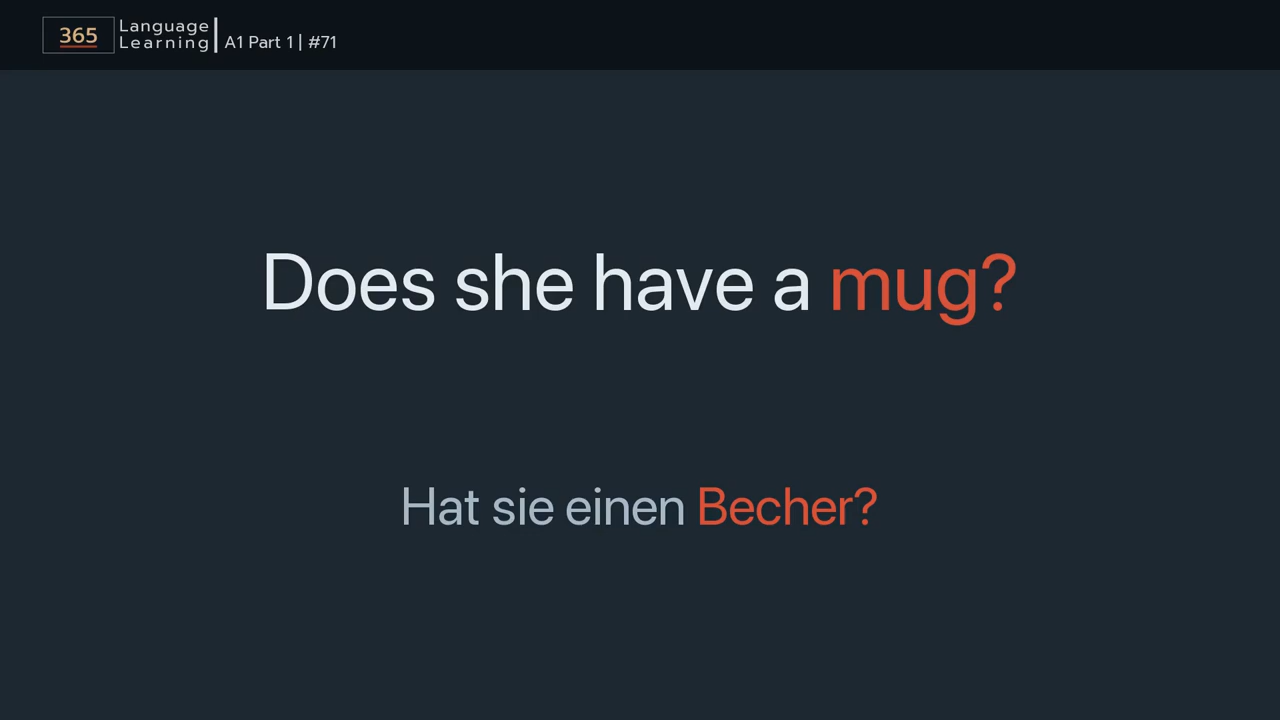 365 Language Learning | A1 Part 1 | #71
Does she have a mug?
Hat sie einen Becher?